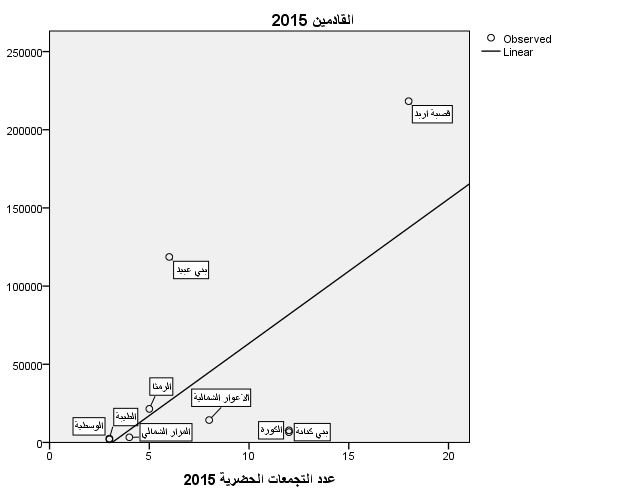 القادمين 2015
Observed
Linear
250000
200000
150000
100000
50000
0
قصبة اربد
بني عبيد
الرمثا
الأغوار الشمالية
الطيبة
الوسطية
المزار الشمالي
الكورة
بني كنانة
0 5 10 15 20
عدد التجمعات الحضرية 2015